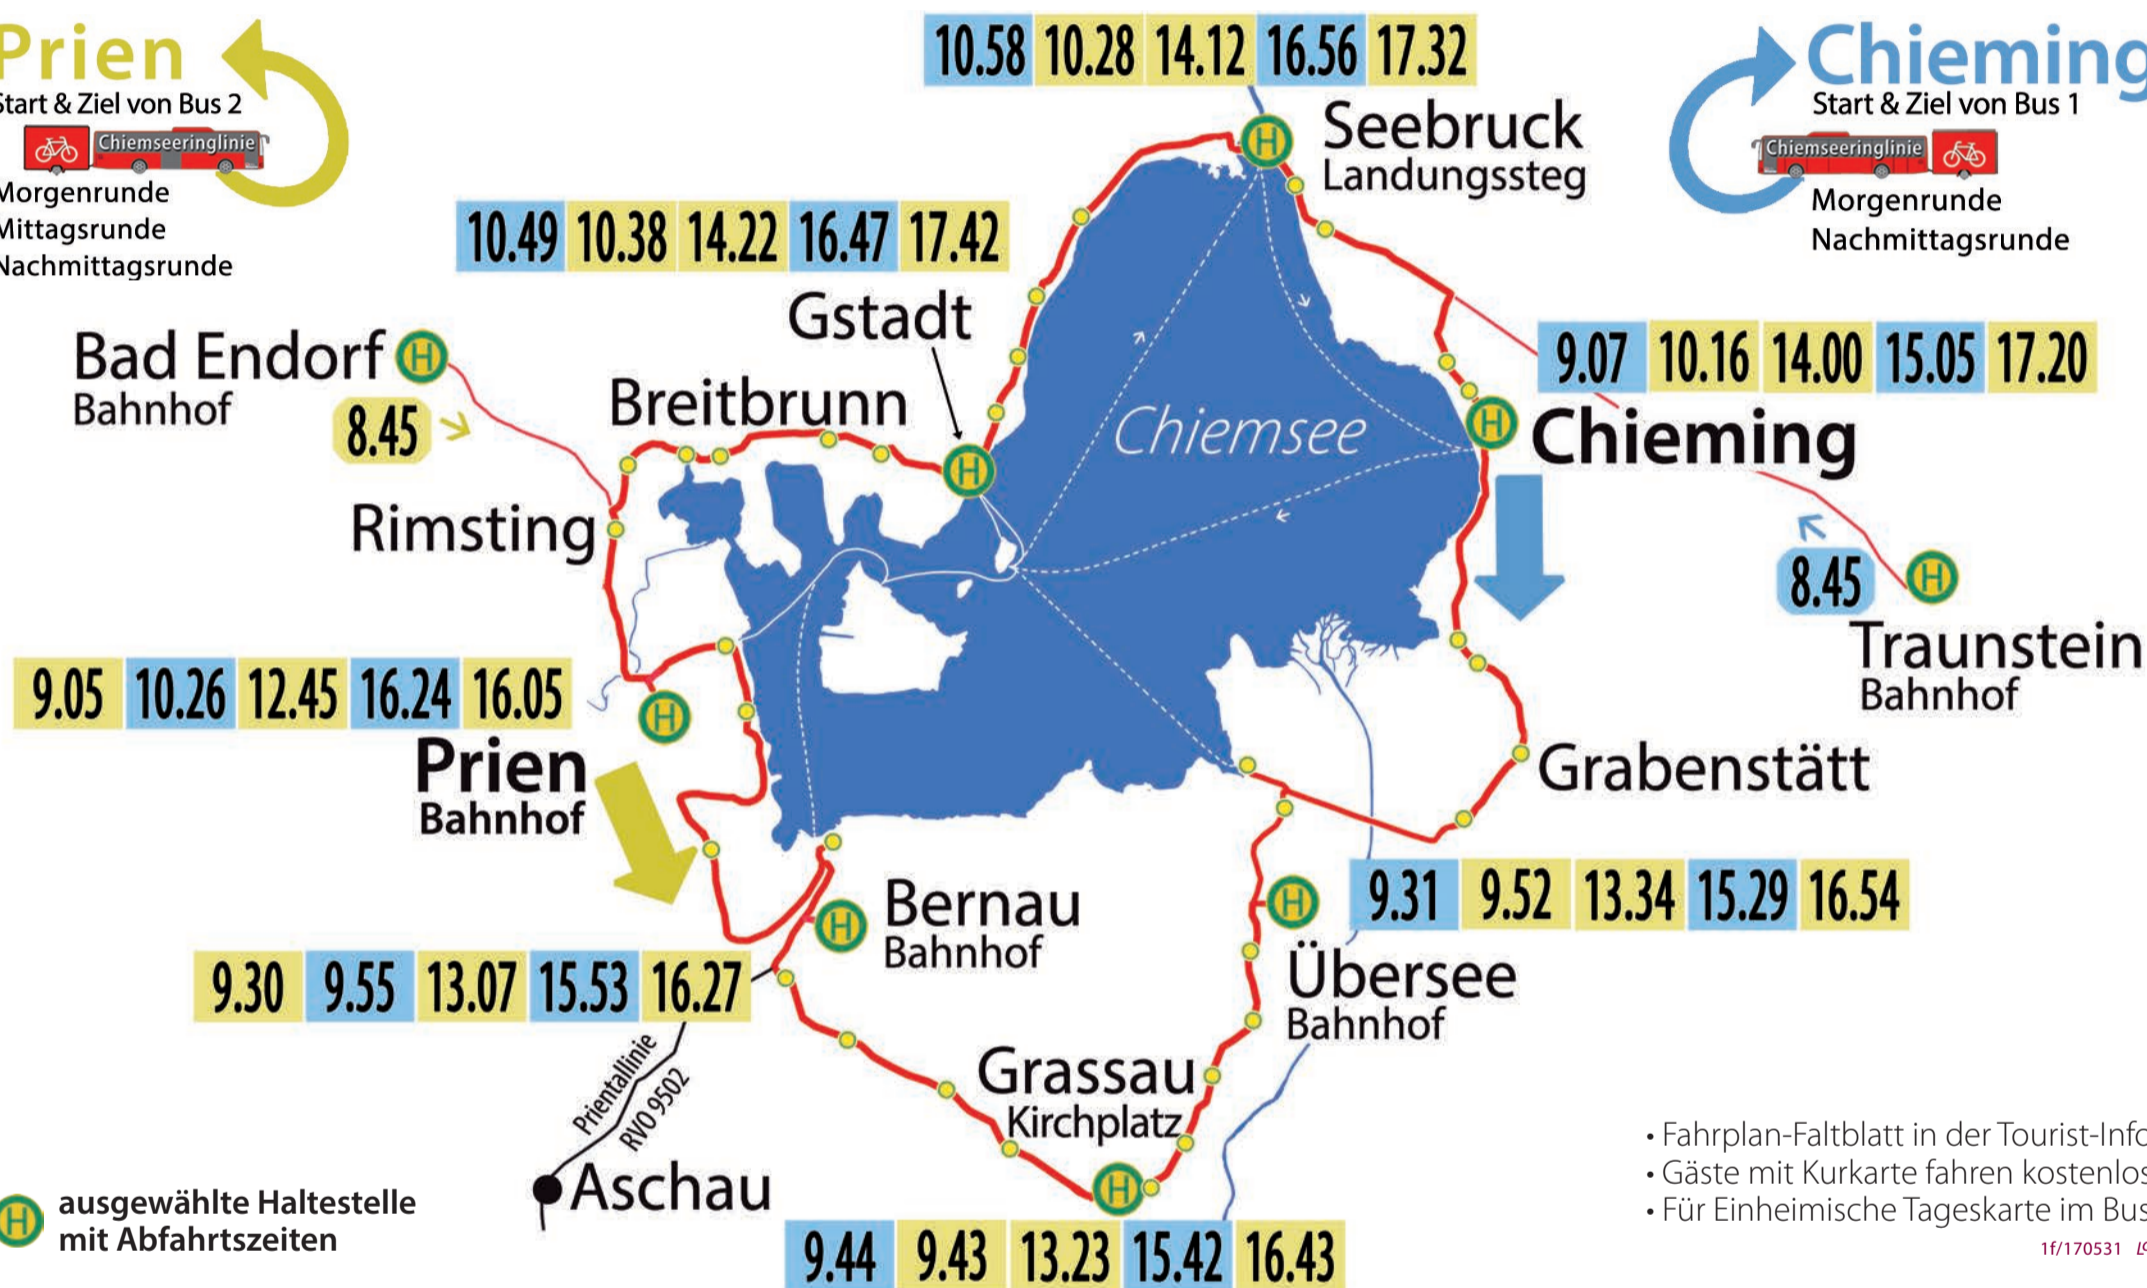 Prien
Start & Ziel von Bus 2
Chiemseeringlinie
Morgenrunde
Mittagsrunde
Nachmittagsrunde
10.58 10.28 14.12 16.56 17.32
Seebruck
Landungssteg
Chieming
Start & Ziel von Bus 1
Chiemseeringlinie
Morgenrunde
Nachmittagsrunde
10.49 10.38 14.22 16.47 17.42
Gstadt
Bad Endorf H
Bahnhof
8.45
Breitbrunn
Chiemsee
9.07 10.16 14.00 15.05 17.20
H Chieming
Rimsting
8.45 H
Traunstein
Bahnhof
9.05 10.26 12.45 16.24 16.05
H
Prien
Bahnhof
Grabenstätt
H Bernau
Bahnhof
H 9.31 9.52 13.34 15.29 16.54
Übersee
Bahnhof
9.30 9.55 13.07 15.53 16.27
Prientallinie
RVO 9502
Aschau
Grassau
Kirchplatz
H
9.44 9.43 13.23 15.42 16.43
H ausgewählte Haltestelle
mit Abfahrtszeiten
• Fahrplan-Faltblatt in der Tourist-Info
• Gäste mit Kurkarte fahren kostenlos
• Für Einheimische Tageskarte im Bus
1f/170531